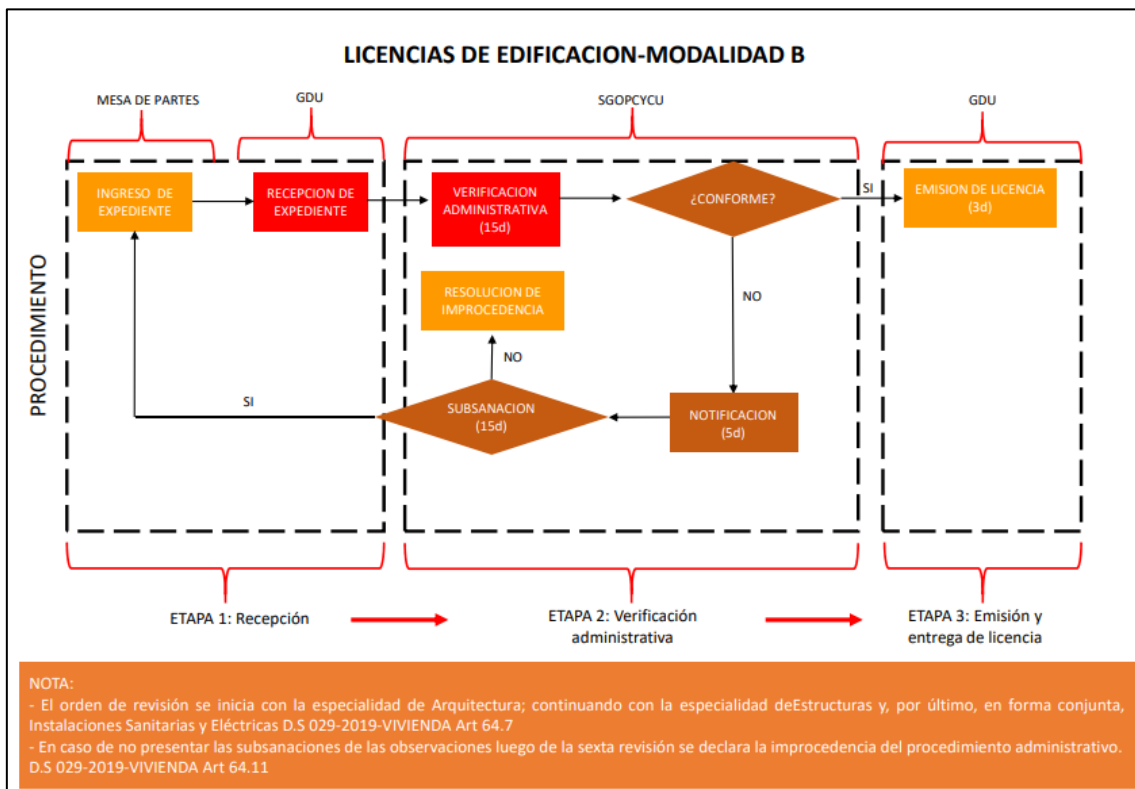 LICENCIAS DE EDIFICACION-MODALIDAD B
MESA DE PARTES
GDU
SGOPCYCU
GDU
PROCEDIMIENTO
INGRESO DE
EXPEDIENTE
RECEPCION DE
EXPEDIENTE
VERIFICACION
ADMINISTRATIVA
(15d)
¿CONFORME?
SI
EMISION DE LICENCIA
(3d)
RESOLUCION DE
IMPROCEDENCIA
NO
NO
SI
SUBSANACION
(15d)
NOTIFICACION
(5d)
ETAPA 1: Recepción
ETAPA 2: Verificación
administrativa
ETAPA 3: Emisión y
entrega de licencia
NOTA:
- El orden de revisión se inicia con la especialidad de Arquitectura; continuando con la especialidad deEstructuras y, por último, en forma conjunta,
Instalaciones Sanitarias y Eléctricas D.S 029-2019-VIVIENDA Art 64.7
- En caso de no presentar las subsanaciones de las observaciones luego de la sexta revisión se declara la improcedencia del procedimiento administrativo.
D.S 029-2019-VIVIENDA Art 64.11